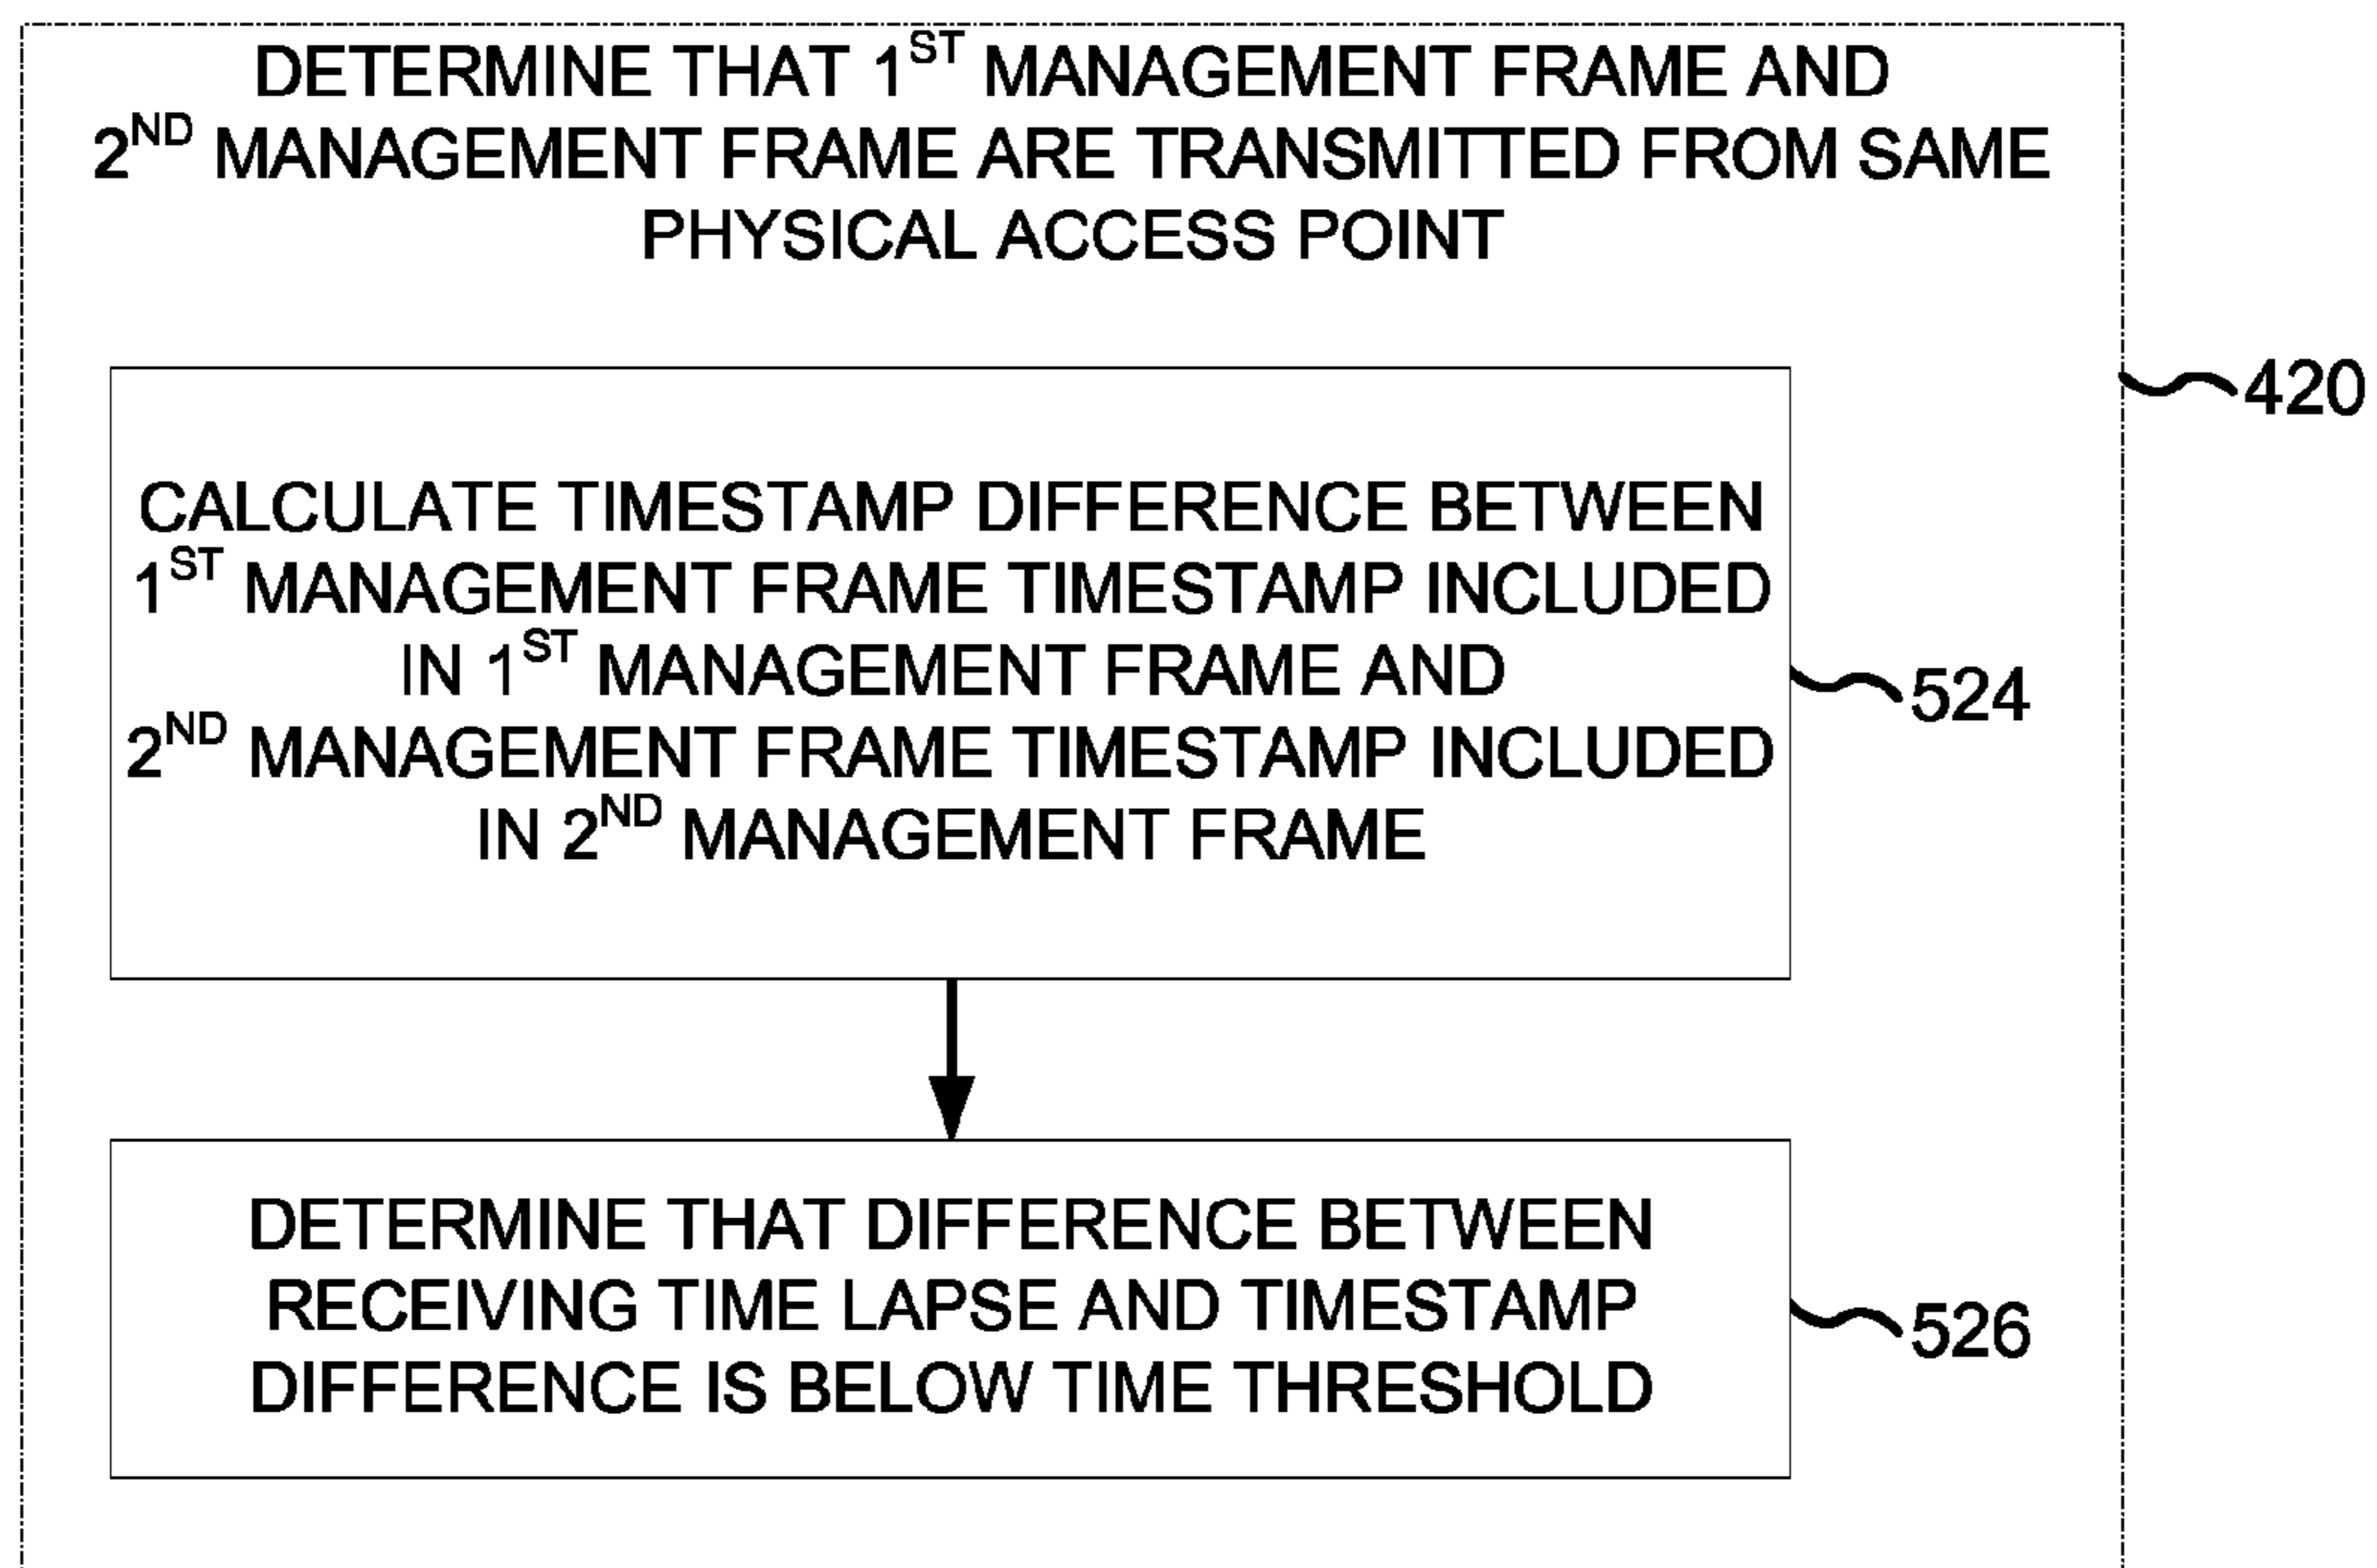 DETERMINE THAT 1ST MANAGEMENT FRAME AND
2ND MANAGEMENT FRAME ARE TRANSMITTED FROM SAME
PHYSICAL ACCESS POINT
420
CALCULATE TIMESTAMP DIFFERENCE BETWEEN
1ST MANAGEMENT FRAME TIMESTAMP INCLUDED
IN 1ST MANAGEMENT FRAME AND
2ND MANAGEMENT FRAME TIMESTAMP INCLUDED
IN 2ND MANAGEMENT FRAME
524
DETERMINE THAT DIFFERENCE BETWEEN
RECEIVING TIME LAPSE AND TIMESTAMP
DIFFERENCE IS BELOW TIME THRESHOLD
526